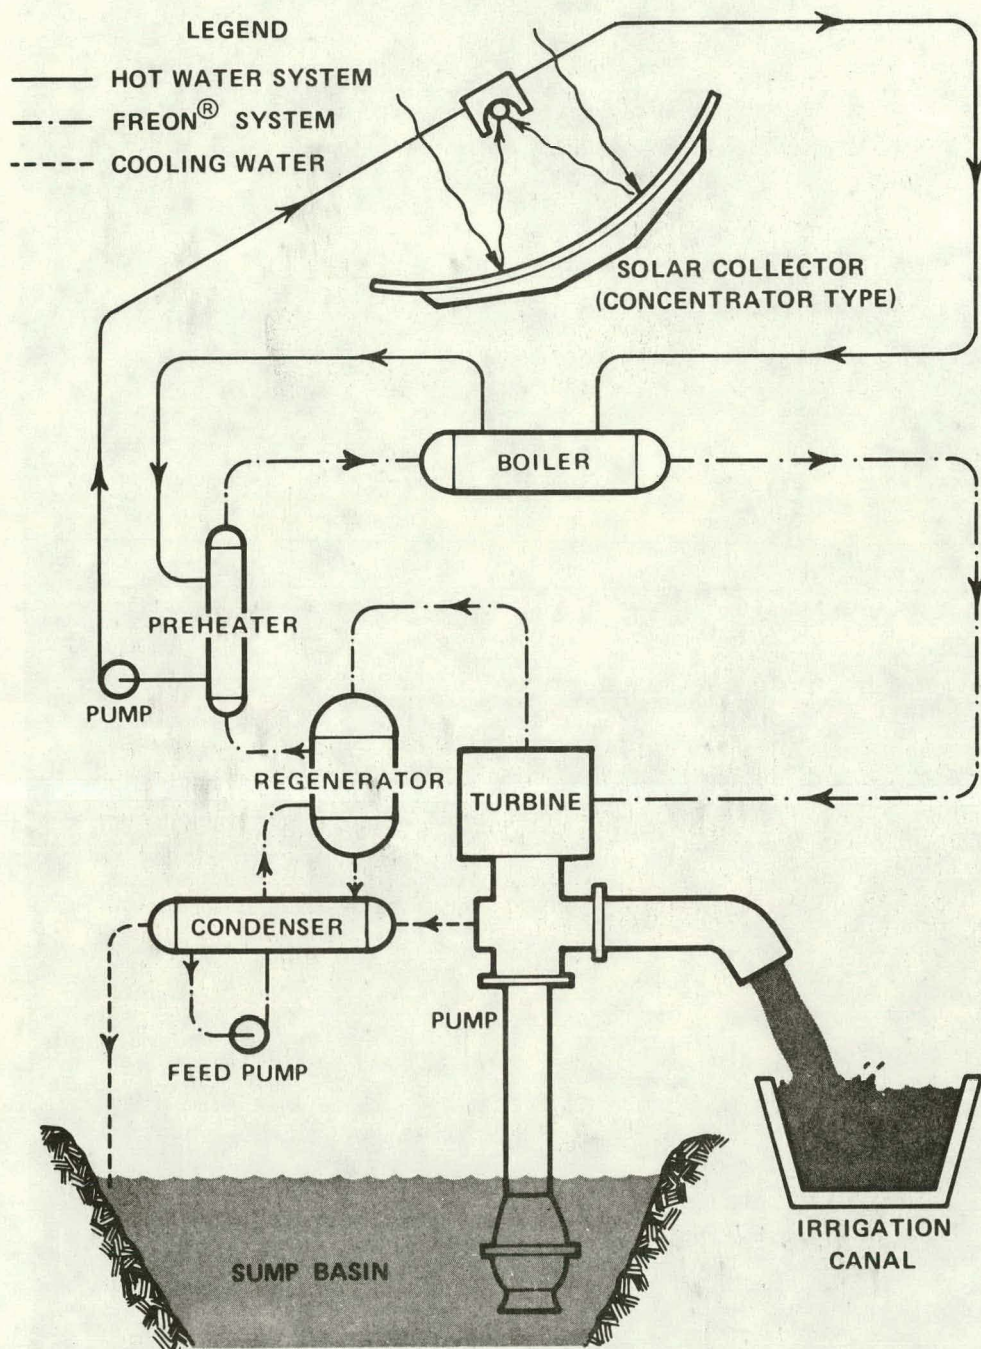 LEGEND
HOT WATER SYSTEM
FREON® SYSTEM
COOLING WATER
SOLAR COLLECTOR
(CONCENTRATOR TYPE)
BOILER
PREHEATER
PUMP
REGENERATOR
TURBINE
CONDENSER
PUMP
FEED PUMP
IRRIGATION
CANAL
SUMP BASIN